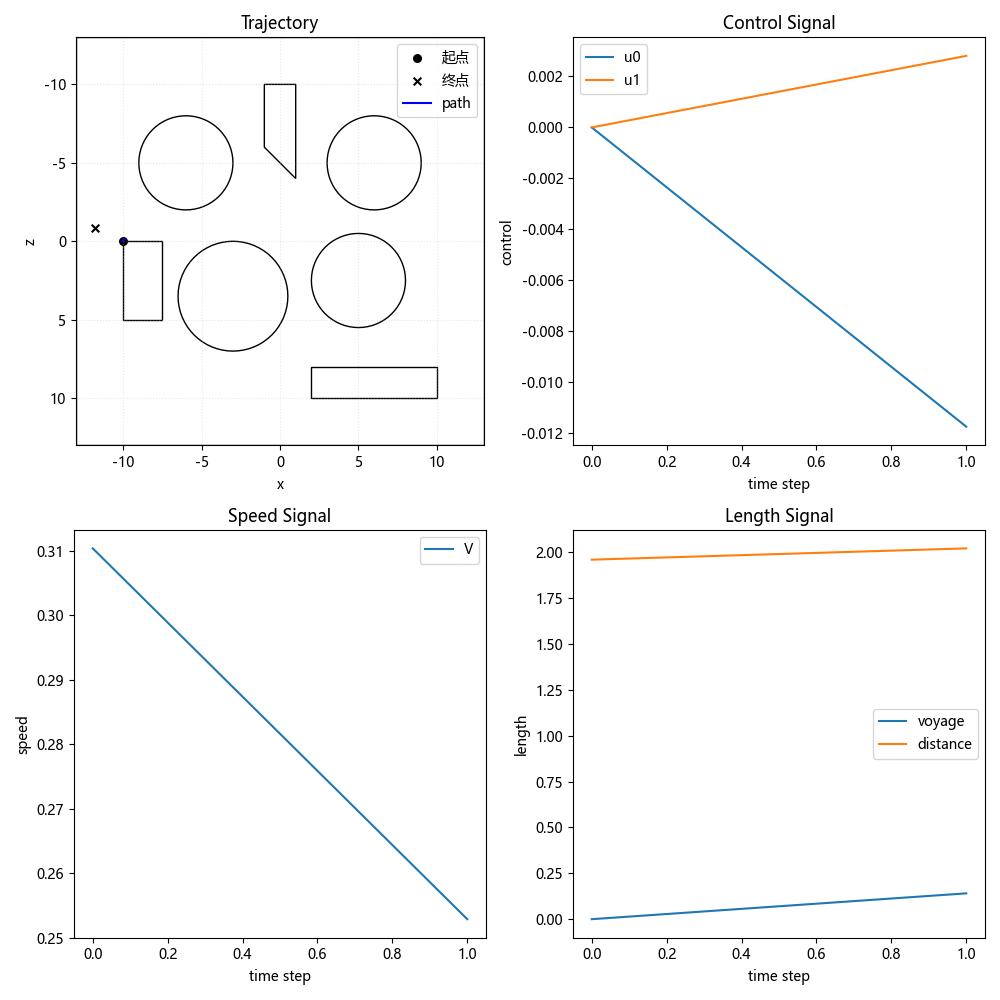 Trajectory
起点
终点
path
-10
-5
0
5
10
z
-10
-5
0
5
10
x
Control Signal
u0
u1
0.002
0.000
-0.002
-0.004
-0.006
-0.008
-0.010
-0.012
control
0.0
0.2
0.4
0.6
0.8
1.0
time step
Speed Signal
V
0.31
0.30
0.29
0.28
0.27
0.26
0.25
speed
0.0
0.2
0.4
0.6
0.8
1.0
time step
Length Signal
2.00
1.75
1.50
1.25
1.00
0.75
0.50
0.25
0.00
length
voyage
distance
0.0
0.2
0.4
0.6
0.8
1.0
time step